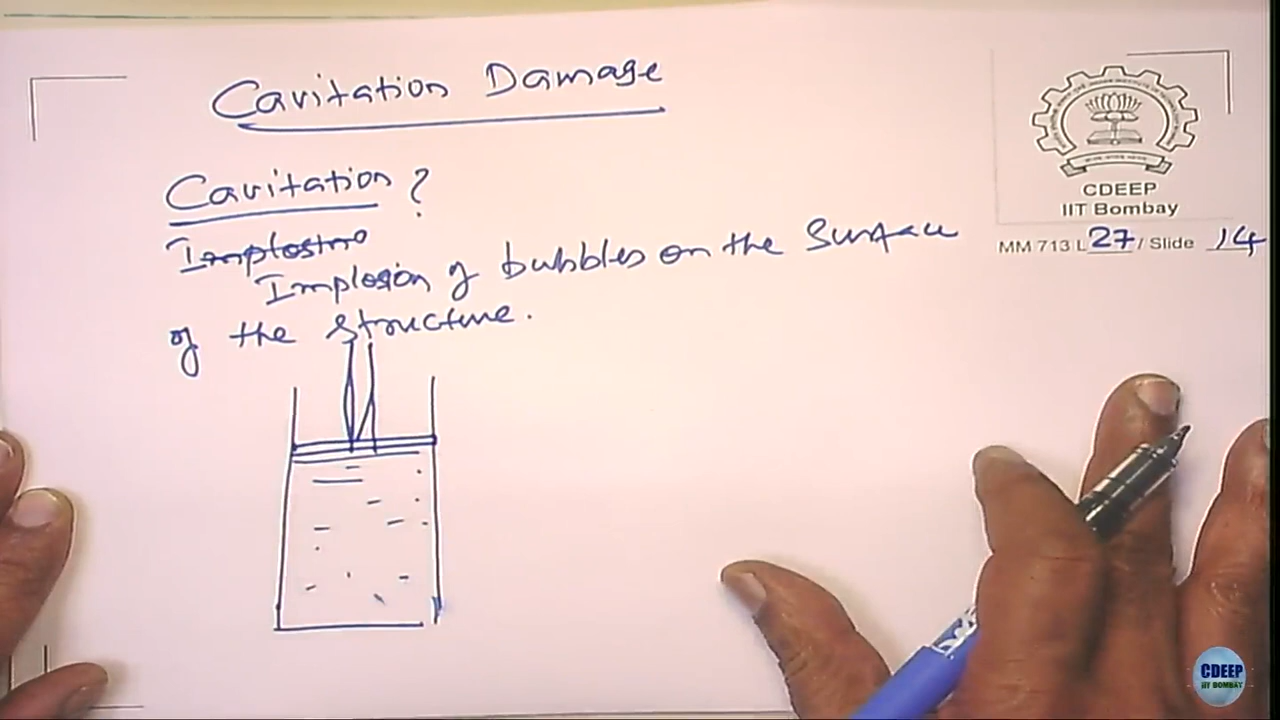 Cavitation Damage
Cavitation ?
Implosmo
Implosion of bubbles on the surface
of the structure.
CDEEP
IIT Bombay
MM 713 L 27 / Slide 14
CDEEP
IIT BOMBAY